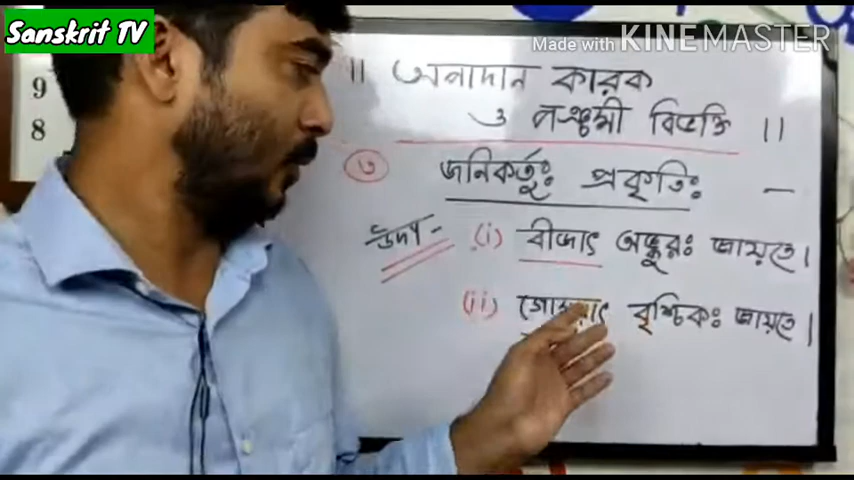 Sanskrit TV
Made with KINEMASTER
9
8
॥ অপাদান কারক
ও পঞ্চমী বিভক্তি ॥
৩ জনিকর্তুঃ প্রকৃতিঃ —
উদা - (i) বীজাৎ অঙ্কুরঃ জায়তে।
(ii) বৃশ্চিকঃ জায়তে।